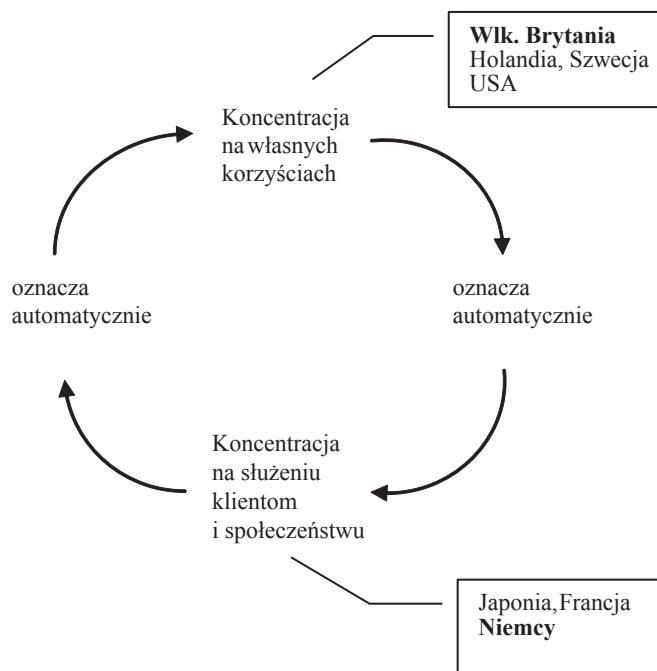 Wlk. Brytania
Holandia, Szwecja
USA
Koncentracja
na własnych
korzyściach
oznacza
automatycznie
oznacza
automatycznie
Koncentracja
na służeniu
klientom
i społeczeństwu
Japonia,Francja
Niemcy